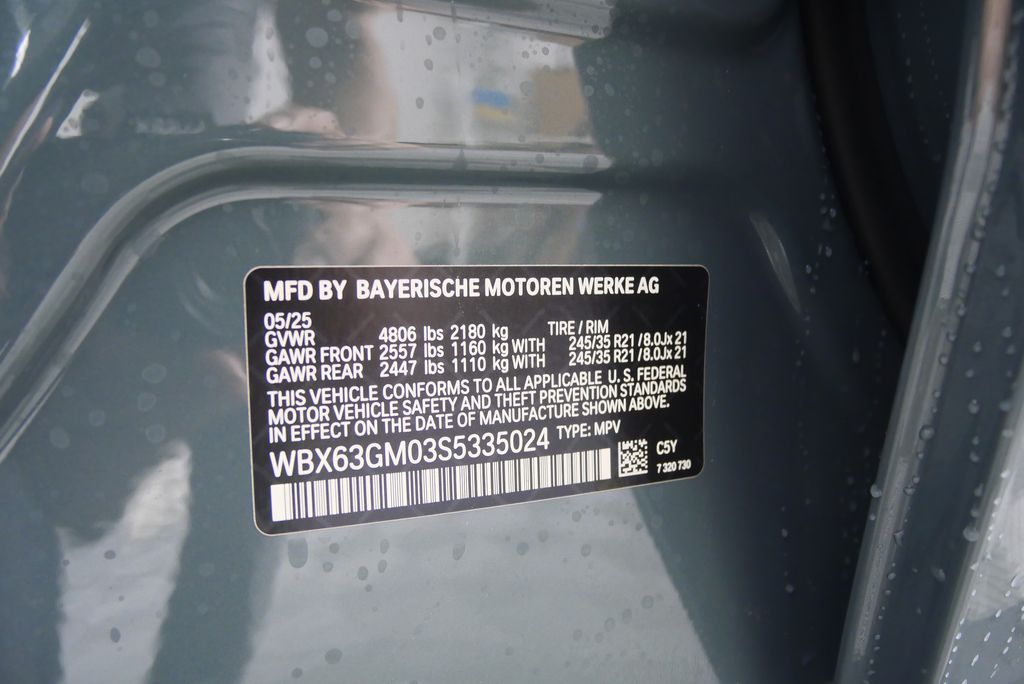 MFD BY BAYERISCHE MOTOREN WERKE AG
05/25
GVWR 4806 lbs 2180 kg TIRE / RIM
GAWR FRONT 2557 lbs 1160 kg WITH 245/35 R21 / 8.0Jx 21
GAWR REAR 2447 lbs 1110 kg WITH 245/35 R21 / 8.0Jx 21
THIS VEHICLE CONFORMS TO ALL APPLICABLE U. S. FEDERAL
MOTOR VEHICLE SAFETY AND THEFT PREVENTION STANDARDS
IN EFFECT ON THE DATE OF MANUFACTURE SHOWN ABOVE.
WBX63GM03S5335024 TYPE: MPV
C5Y
7 320 730